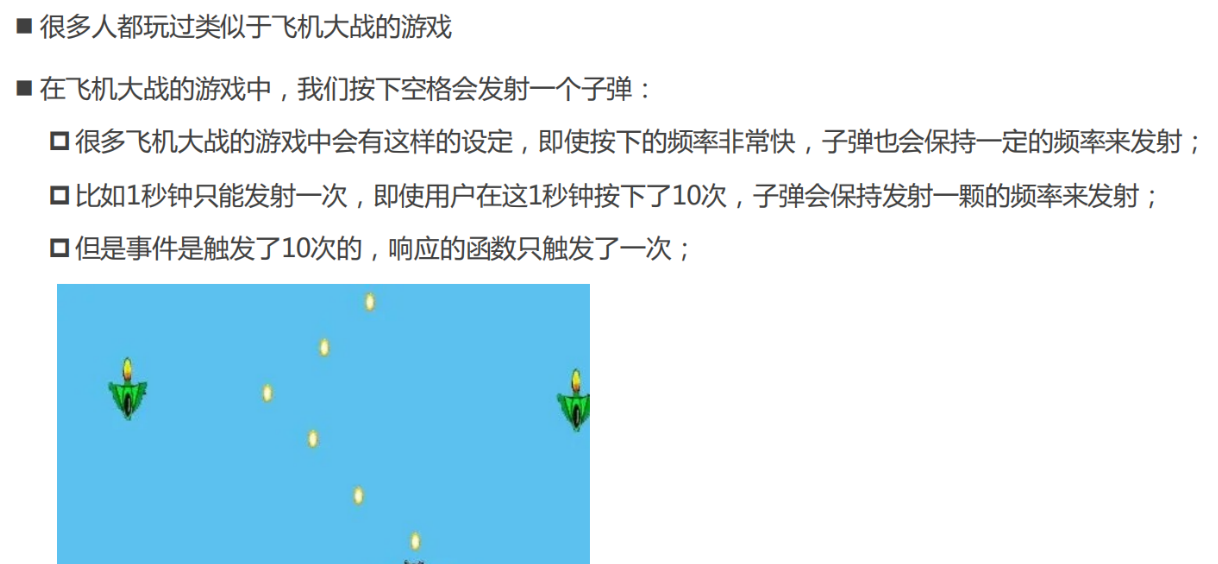 很多人都玩过类似于飞机大战的游戏
在飞机大战的游戏中，我们按下空格会发射一个子弹：
很多飞机大战的游戏中会有这样的设定，即使按下的频率非常快，子弹也会保持一定的频率来发射；
比如1秒钟只能发射一次，即使用户在这1秒钟按下了10次，子弹会保持发射一颗的频率来发射；
但是事件是触发了10次的，响应的函数只触发了一次；